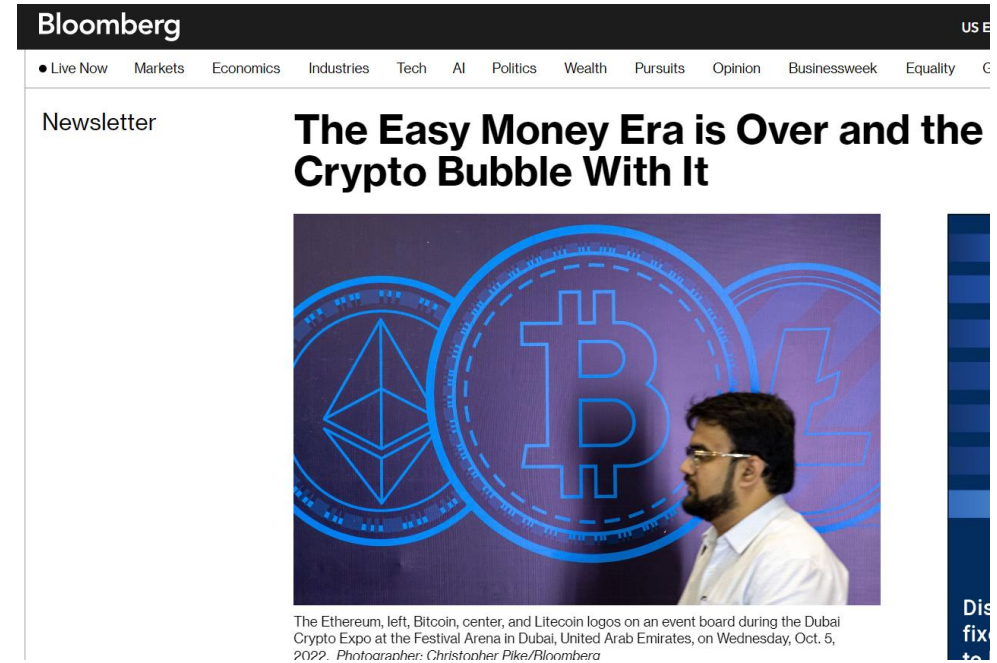 Bloomberg
US E
Live Now Markets Economics Industries Tech AI Politics Wealth Pursuits Opinion Businessweek Equality G
Newsletter
The Easy Money Era is Over and the
Crypto Bubble With It
The Ethereum, left, Bitcoin, center, and Litecoin logos on an event board during the Dubai
Crypto Expo at the Festival Arena in Dubai, United Arab Emirates, on Wednesday, Oct. 5,
2022. Photographer: Christopher Pike/Bloomberg
Dis
fixe
to